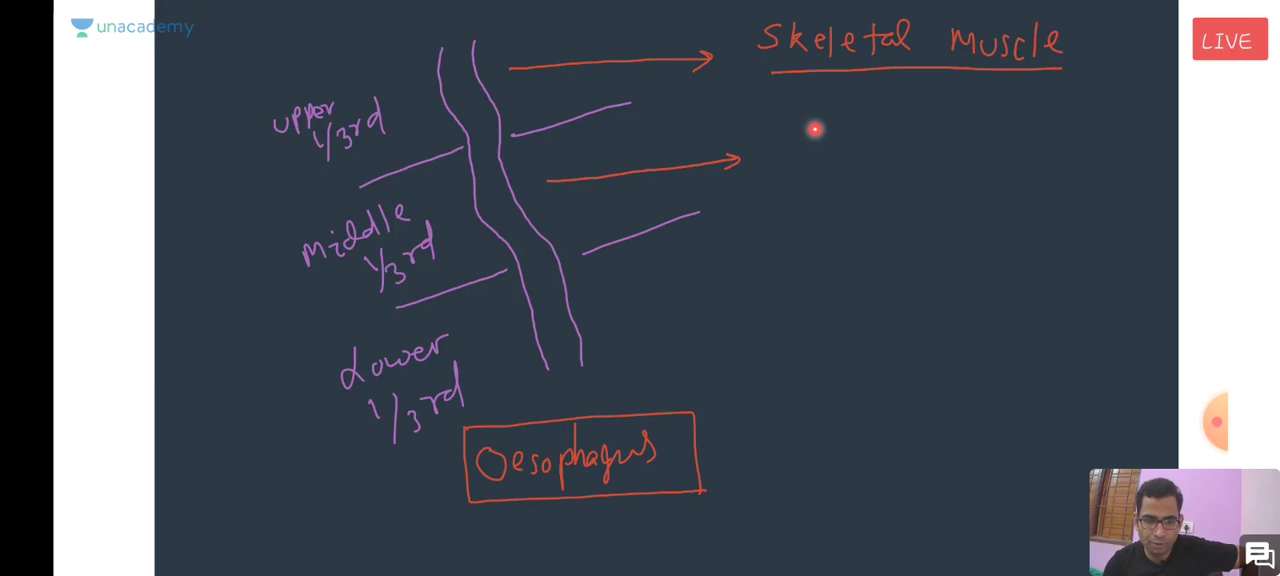 unacademy
LIVE
Skeletal Muscle
upper
1/3rd
Middle
1/3rd
Lower
1/3rd
Oesophagus